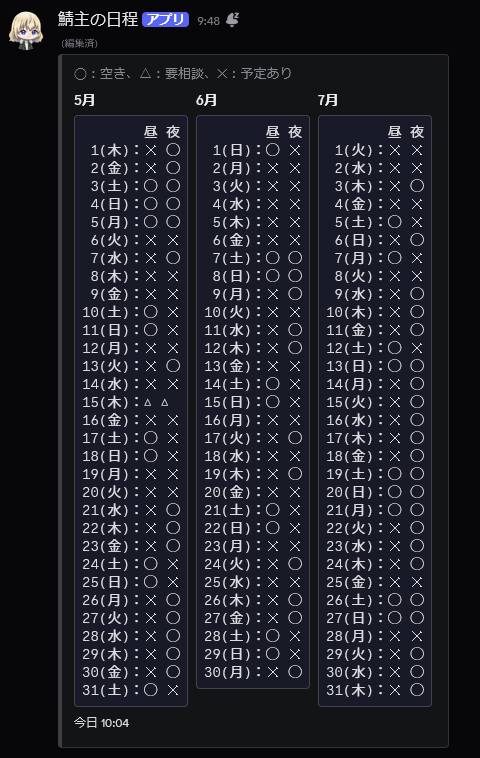 鯖主の日程 アプリ 9:48
(編集済)
〇：空き、△：要相談、×：予定あり
5月
昼 夜
1(木)：× 〇
2(金)：× 〇
3(土)：〇 〇
4(日)：〇 〇
5(月)：〇 〇
6(火)：× ×
7(水)：× 〇
8(木)：× ×
9(金)：× ×
10(土)：〇 ×
11(日)：〇 ×
12(月)：× ×
13(火)：× 〇
14(水)：× ×
15(木)：△ △
16(金)：× ×
17(土)：〇 ×
18(日)：〇 ×
19(月)：× ×
20(火)：× ×
21(水)：× 〇
22(木)：× 〇
23(金)：× 〇
24(土)：〇 ×
25(日)：〇 ×
26(月)：× 〇
27(火)：× 〇
28(水)：× 〇
29(木)：× 〇
30(金)：× 〇
31(土)：〇 ×
6月
昼 夜
1(日)：〇 ×
2(月)：× ×
3(火)：× ×
4(水)：× ×
5(木)：× ×
6(金)：× ×
7(土)：〇 〇
8(日)：〇 〇
9(月)：× 〇
10(火)：× ×
11(水)：× 〇
12(木)：× 〇
13(金)：× ×
14(土)：〇 ×
15(日)：〇 ×
16(月)：× ×
17(火)：× 〇
18(水)：× ×
19(木)：× 〇
20(金)：× ×
21(土)：〇 ×
22(日)：〇 ×
23(月)：× ×
24(火)：× 〇
25(水)：× ×
26(木)：× 〇
27(金)：× 〇
28(土)：〇 ×
29(日)：〇 ×
30(月)：× 〇
7月
昼 夜
1(火)：× ×
2(水)：× ×
3(木)：× 〇
4(金)：× ×
5(土)：〇 ×
6(日)：× 〇
7(月)：〇 ×
8(火)：× ×
9(水)：× 〇
10(木)：× 〇
11(金)：× 〇
12(土)：〇 ×
13(日)：〇 〇
14(月)：× 〇
15(火)：× 〇
16(水)：× 〇
17(木)：× 〇
18(金)：× 〇
19(土)：〇 〇
20(日)：〇 〇
21(月)：〇 〇
22(火)：× 〇
23(水)：× 〇
24(木)：× 〇
25(金)：× ×
26(土)：〇 〇
27(日)：〇 〇
28(月)：× ×
29(火)：× 〇
30(水)：× 〇
31(木)：× 〇
今日 10:04